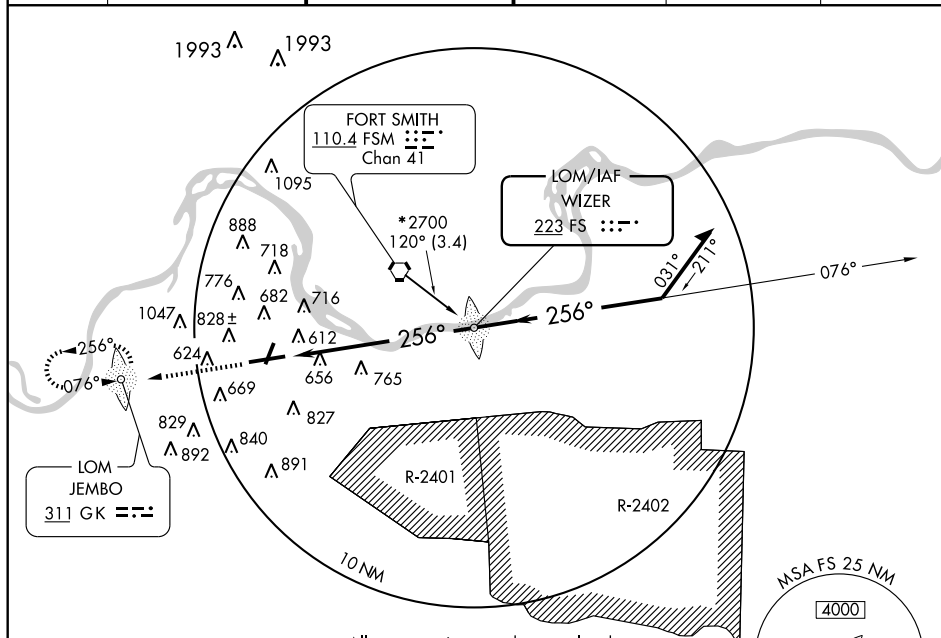 1993
1993
FORT SMITH
110.4 FSM
Chan 41
1095
LOM/IAF
WIZER
223 FS
*2700
120° (3.4)
888
718
031°
211°
076°
776
682
716
1047
828±
612
256°
256°
256°
624
656
765
076°
669
827
829
840
892
891
LOM
JEMBO
311 GK
R-2401
R-2402
10 NM
MSA FS 25 NM
4000